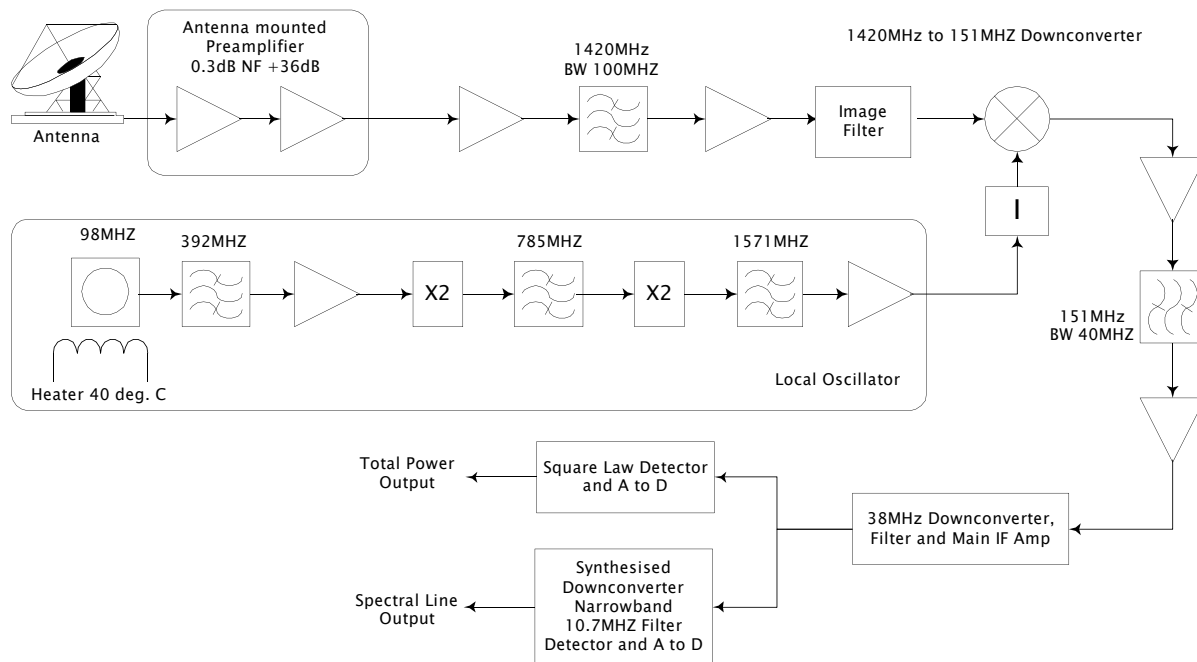 Antenna mounted
Preamplifier
0.3dB NF +36dB
1420MHz
BW 100MHZ
1420MHz to 151MHZ Downconverter
Antenna
Image
Filter
I
98MHZ
392MHZ
785MHZ
1571MHZ
X2
X2
Heater 40 deg. C
Local Oscillator
151MHz
BW 40MHZ
Total Power
Output
Square Law Detector
and A to D
38MHz Downconverter,
Filter and Main IF Amp
Spectral Line
Output
Synthesised
Downconverter
Narrowband
10.7MHZ Filter
Detector and A to D